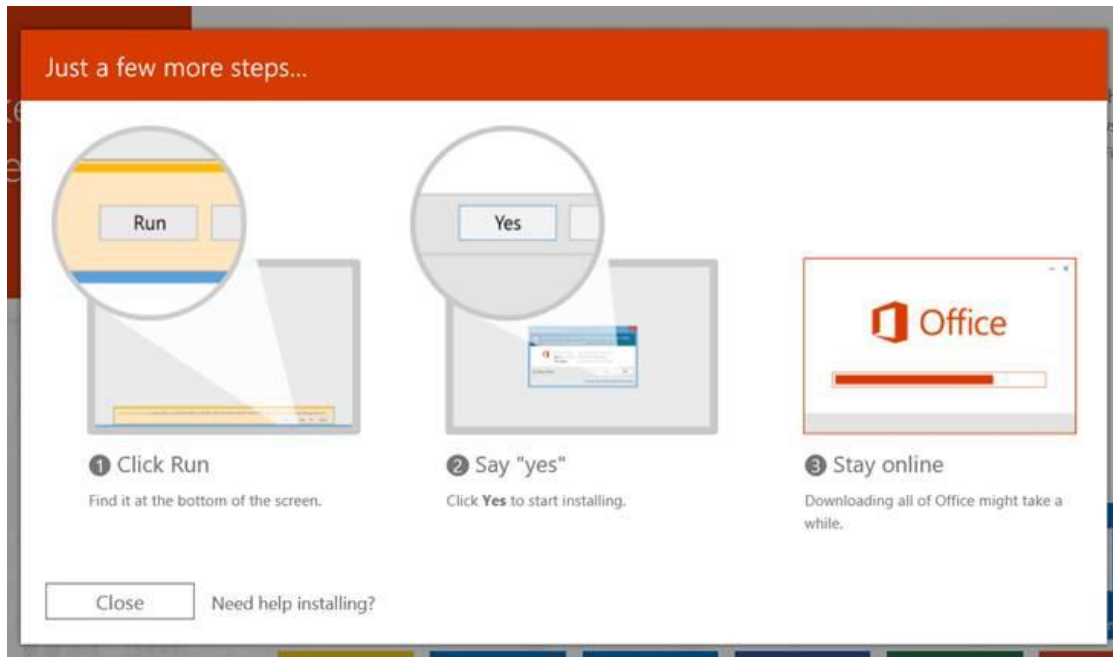 Just a few more steps...
Run
Yes
Office
1 Click Run
Find it at the bottom of the screen.
2 Say "yes"
Click Yes to start installing.
3 Stay online
Downloading all of Office might take a
while.
Close
Need help installing?